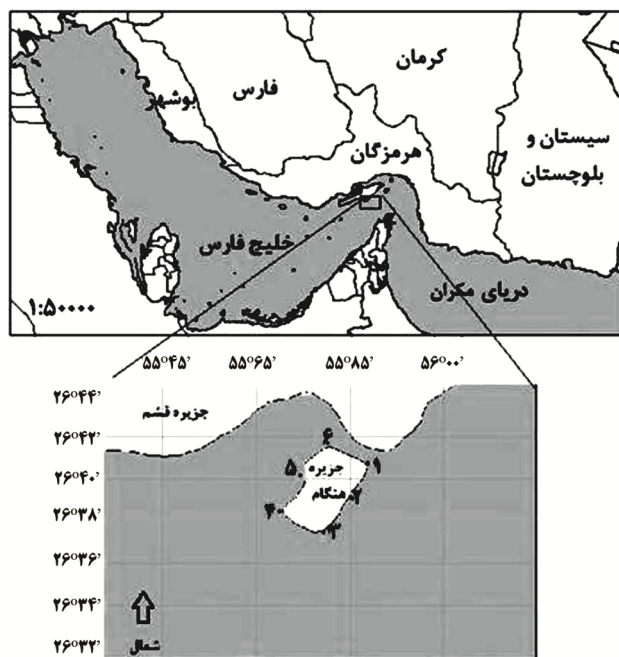 کرمان
فارس
بوشهر
سیستان و
بلوچستان
هرمزگان
خلیج فارس
دریای مکران
۱:۵۰۰۰۰
۵۵°۴۵' ۵۵°۶۵' ۵۵°۸۵' ۵۶°۰۰'
۲۶°۴۴'
جزیره قشم
۲۶°۴۲'
۶
۱
۵
جزیره
۲۶°۴۰'
هنگام
۲
۲۶°۳۸'
۴
۳
۲۶°۳۶'
۲۶°۳۴'
۲۶°۳۲'
شمال